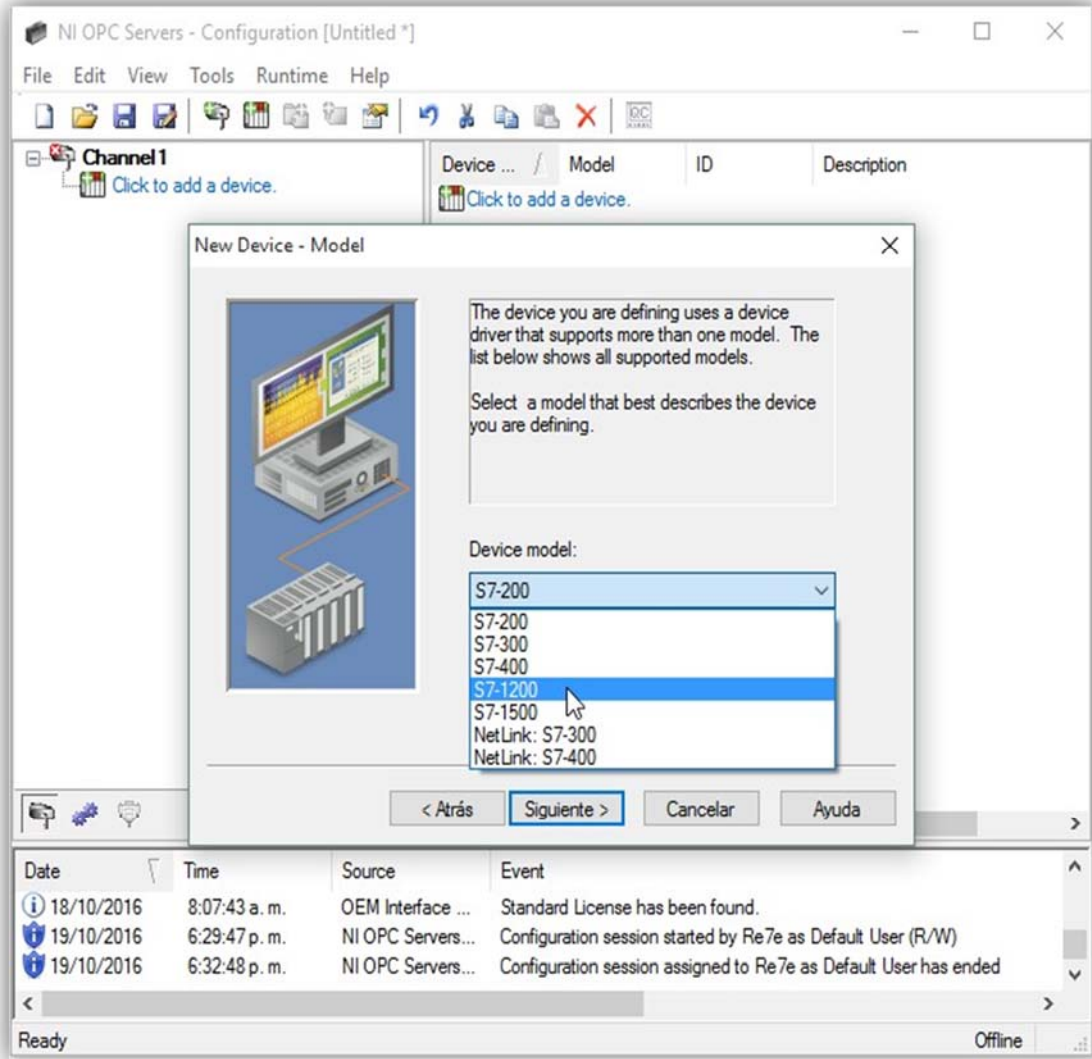 NI OPC Servers - Configuration [Untitled *]
File Edit View Tools Runtime Help
Channel1
Click to add a device.
Device ... / Model ID Description
Click to add a device.
New Device - Model
The device you are defining uses a device
driver that supports more than one model. The
list below shows all supported models.
Select a model that best describes the device
you are defining.
Device model:
S7-200
S7-200
S7-300
S7-400
S7-1200
S7-1500
NetLink: S7-300
NetLink: S7-400
< Atrás Siguiente > Cancelar Ayuda
Date Time Source Event
18/10/2016 8:07:43 a. m. OEM Interface ... Standard License has been found.
19/10/2016 6:29:47 p. m. NI OPC Servers... Configuration session started by Re7e as Default User (R/W)
19/10/2016 6:32:48 p. m. NI OPC Servers... Configuration session assigned to Re7e as Default User has ended
Ready Offline